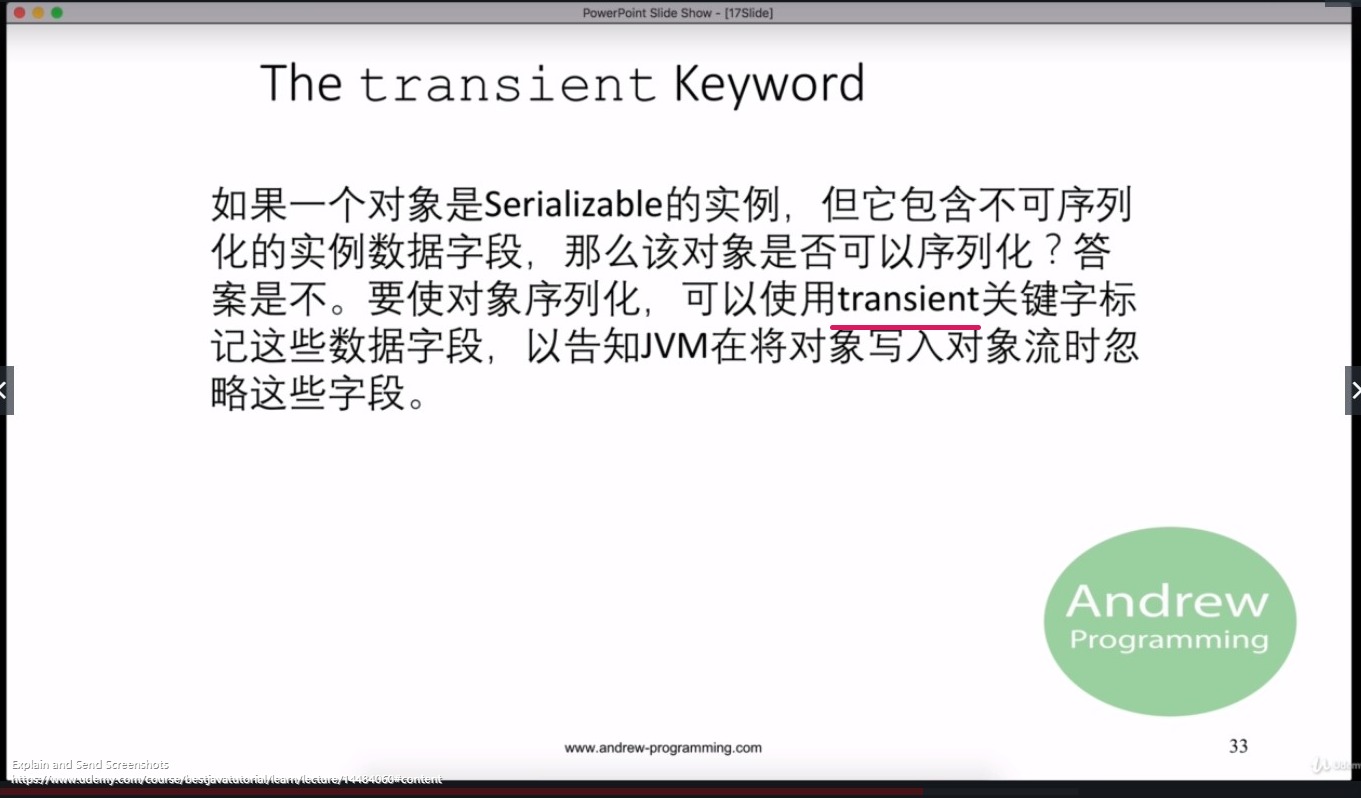 PowerPoint Slide Show - [17Slide]
The transient Keyword
如果一个对象是Serializable的实例，但它包含不可序列
化的实例数据字段，那么该对象是否可以序列化？答
案是不。要使对象序列化，可以使用transient关键字标
记这些数据字段，以告知JVM在将对象写入对象流时忽
略这些字段。
Andrew
Programming
www.andrew-programming.com
33
Explain and Send Screenshots
https://www.udemy.com/course/bestjavatutorial/learn/lecture/14484060#content
Udemy